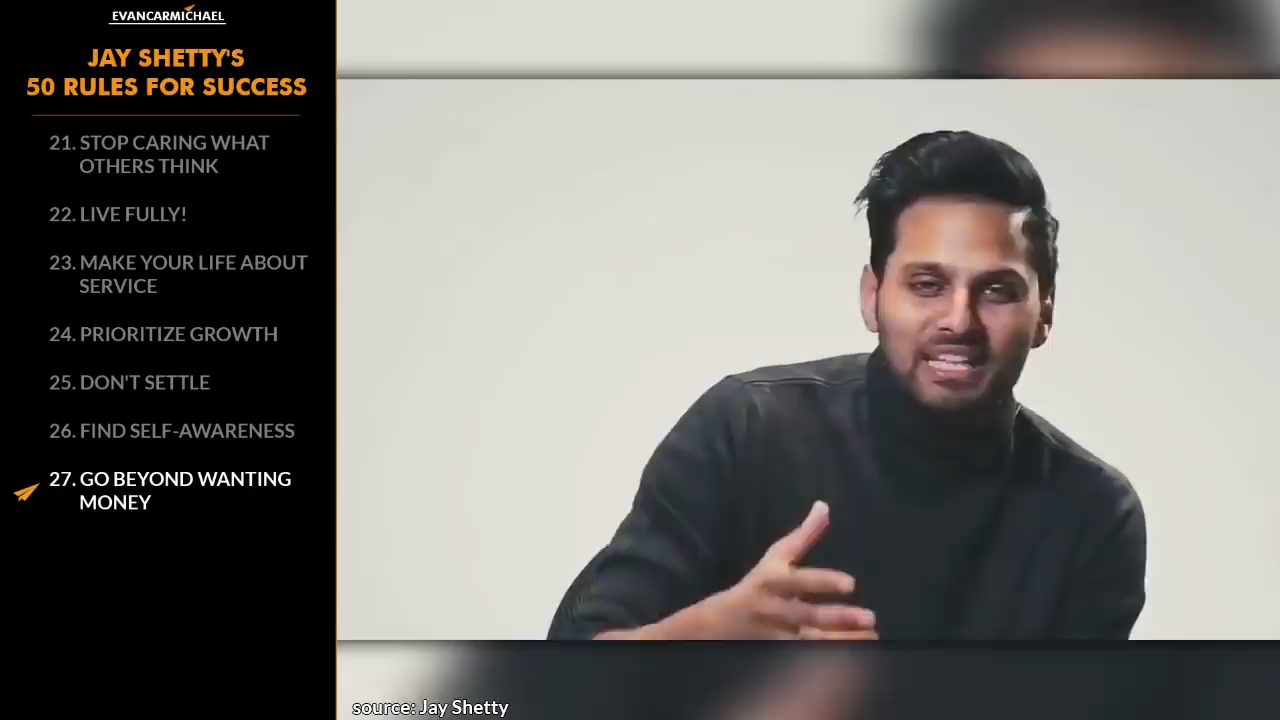 EVANCARMICHAEL
JAY SHETTY'S
50 RULES FOR SUCCESS
21. STOP CARING WHAT
OTHERS THINK
22. LIVE FULLY!
23. MAKE YOUR LIFE ABOUT
SERVICE
24. PRIORITIZE GROWTH
25. DON'T SETTLE
26. FIND SELF-AWARENESS
27. GO BEYOND WANTING
MONEY
source: Jay Shetty